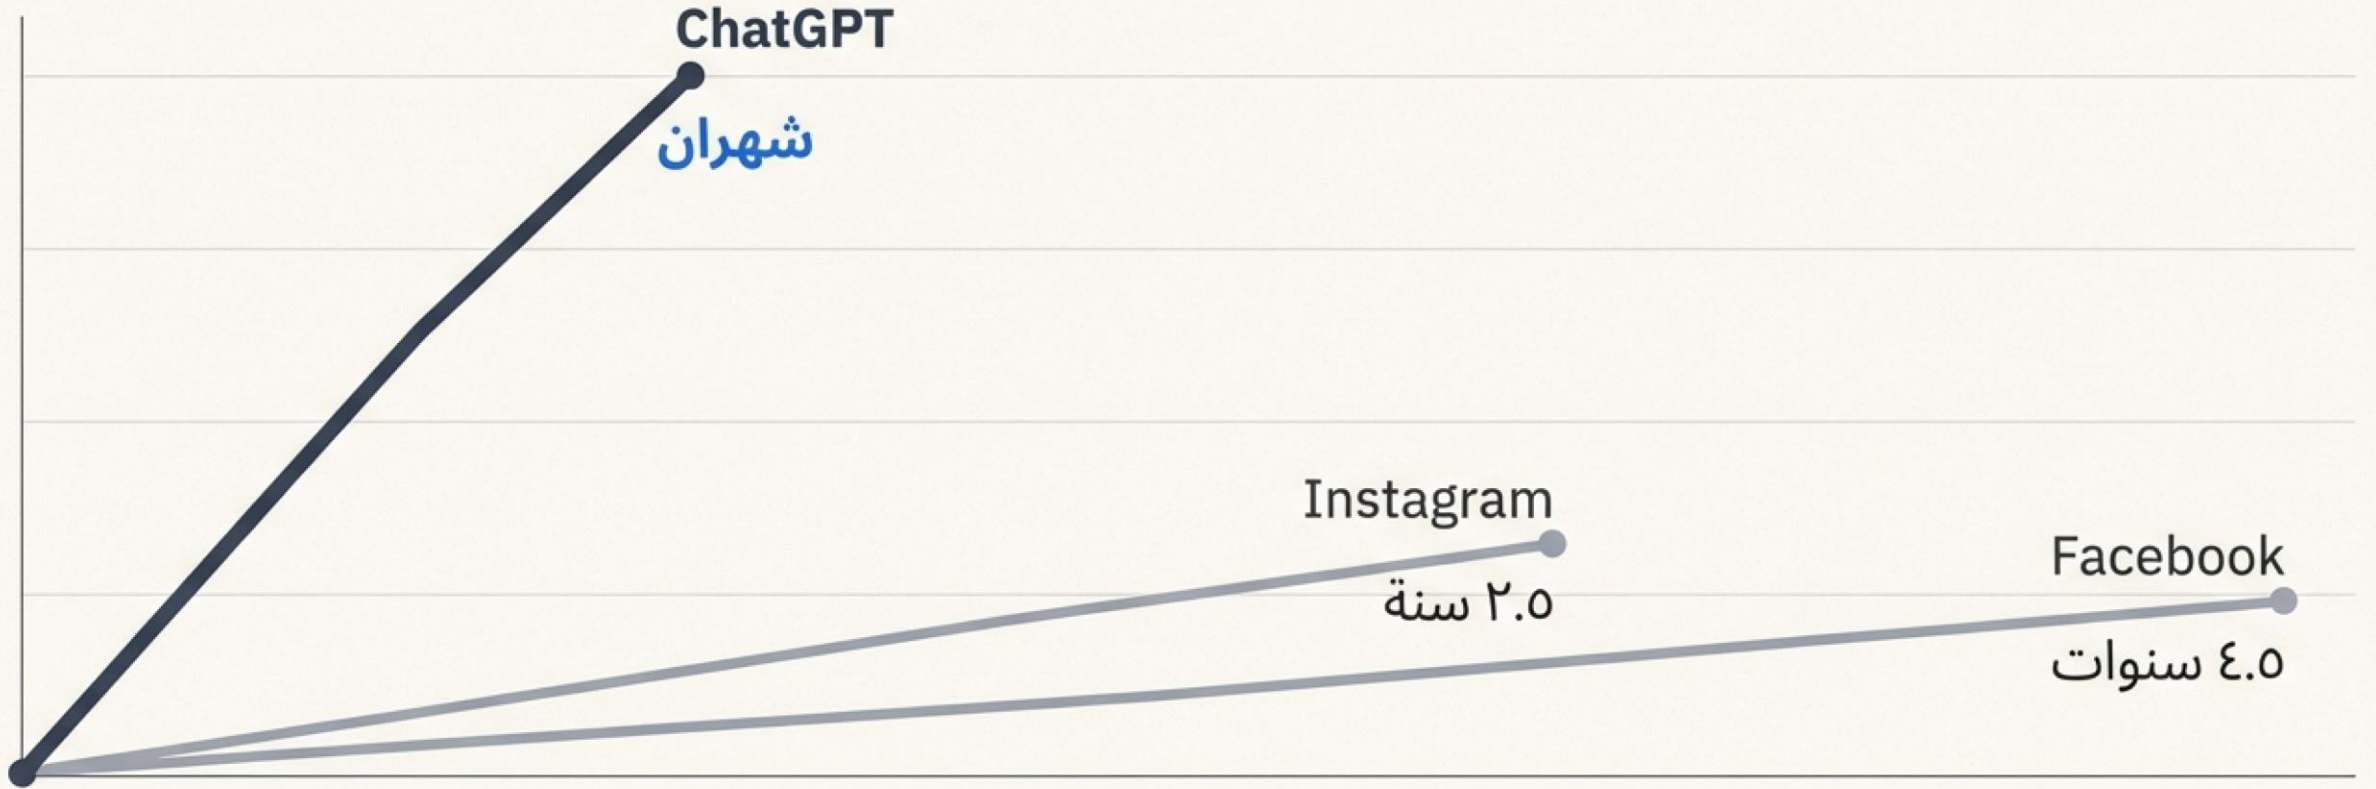 ChatGPT
شهران
Instagram
٢.٥ سنة
Facebook
٤.٥ سنوات